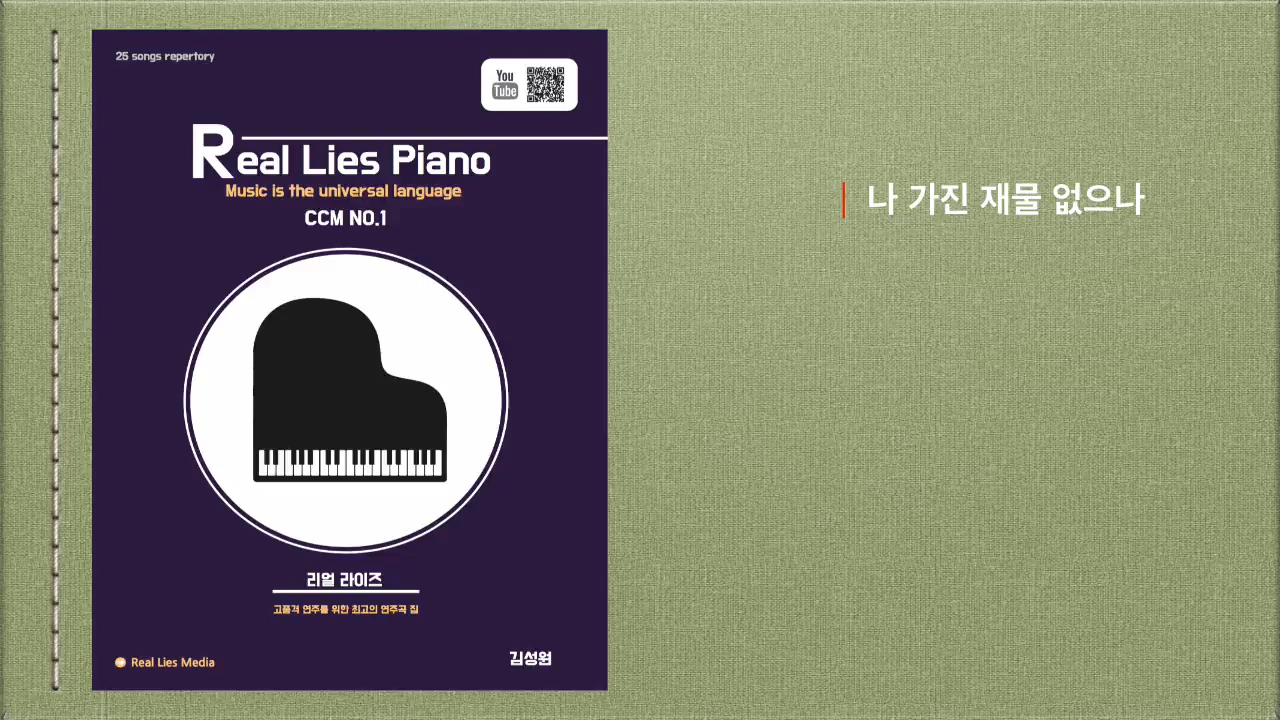 25 songs repertory
You
Tube
Real Lies Piano
Music is the universal language
CCM NO.1
리얼 라이즈
고품격 연주를 위한 최고의 연주곡 집
Real Lies Media
김성원
나 가진 재물 없으나